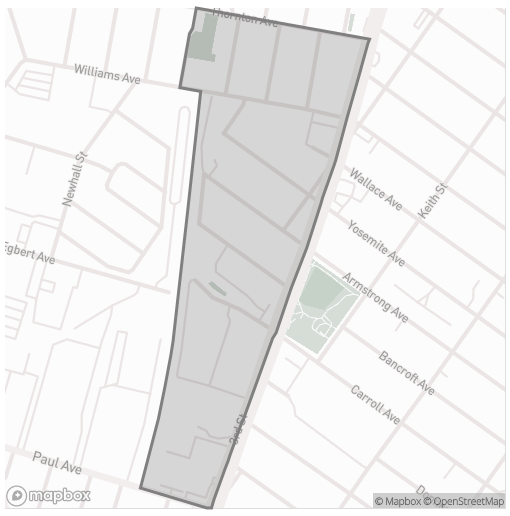 Thornton Ave
Williams Ave
Newhall St
Wallace Ave
Keith St
Yosemite Ave
Egbert Ave
Armstrong Ave
Bancroft Ave
Carroll Ave
3rd St
Paul Ave
mapbox
© Mapbox © OpenStreetMap